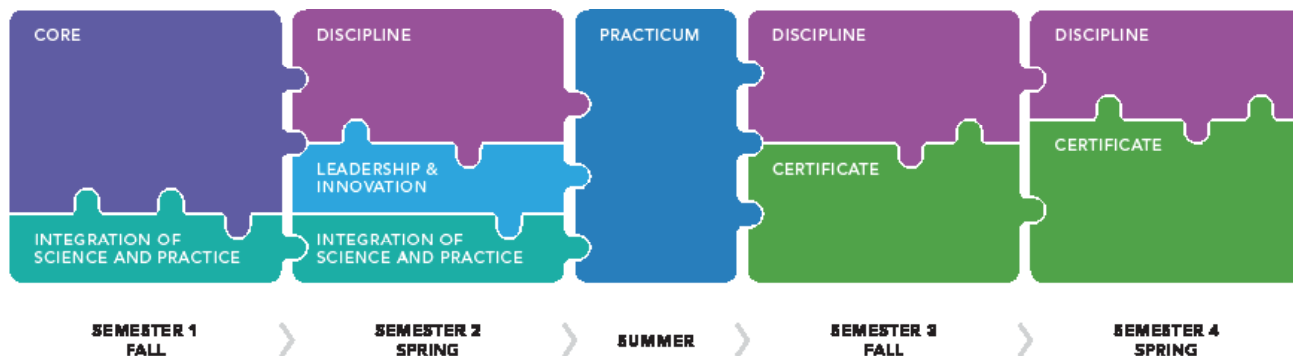 CORE
INTEGRATION OF
SCIENCE AND PRACTICE
DISCIPLINE
LEADERSHIP &
INNOVATION
INTEGRATION OF
SCIENCE AND PRACTICE
PRACTICUM
DISCIPLINE
CERTIFICATE
DISCIPLINE
CERTIFICATE
SEMESTER 1
FALL
SEMESTER 2
SPRING
SUMMER
SEMESTER 3
FALL
SEMESTER 4
SPRING